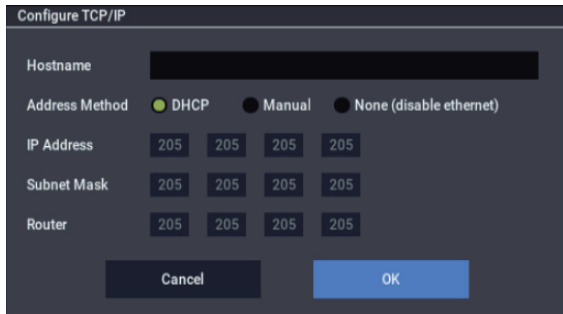 Configure TCP/IP
Hostname
Address Method DHCP Manual None (disable ethernet)
IP Address 205 205 205 205
Subnet Mask 205 205 205 205
Router 205 205 205 205
Cancel OK